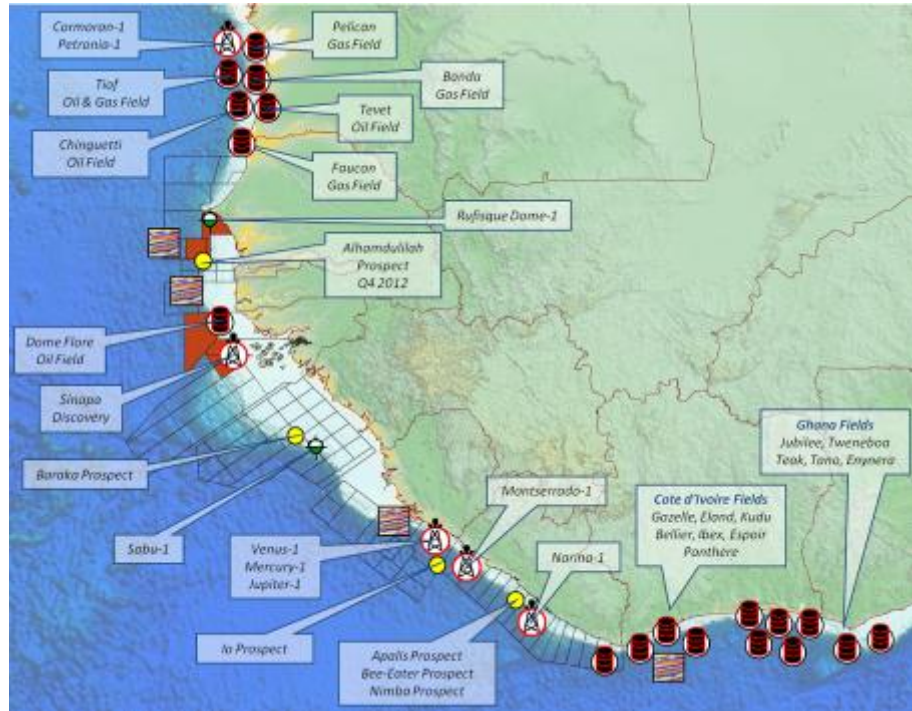 Cormoran-1
Petronia-1
Pelican
Gas Field
Tiof
Oil & Gas Field
Banda
Gas Field
Chinguetti
Oil Field
Tevet
Oil Field
Faucon
Gas Field
Rufisque Dome-1
Alhamdulilah
Prospect
Q4 2012
Dome Flore
Oil Field
Sinapa
Discovery
Baraka Prospect
Sabu-1
Venus-1
Mercury-1
Jupiter-1
Io Prospect
Montserrado-1
Narina-1
Apalis Prospect
Bee-Eater Prospect
Nimba Prospect
Cote d'Ivoire Fields
Gazelle, Eland, Kudu
Bellier, Ibex, Espoir
Panthere
Ghana Fields
Jubilee, Tweneboa
Teak, Tano, Enynera